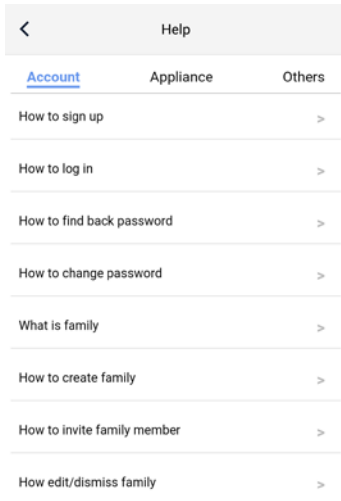 Help
Account Appliance Others
How to sign up >
How to log in >
How to find back password >
How to change password >
What is family >
How to create family >
How to invite family member >
How edit/dismiss family >